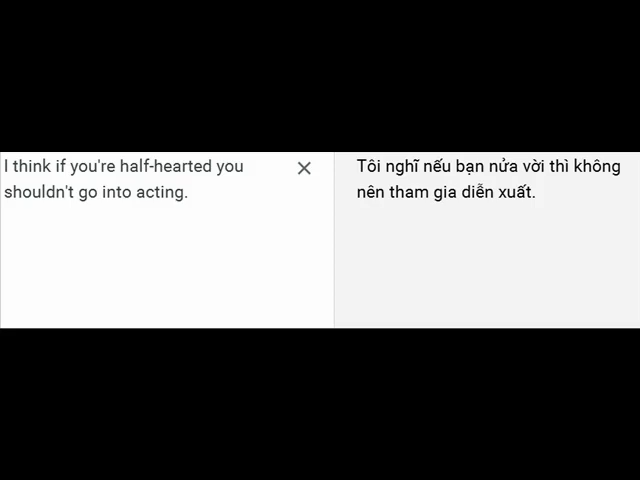 I think if you're half-hearted you
shouldn't go into acting.
Tôi nghĩ nếu bạn nửa vời thì không
nên tham gia diễn xuất.